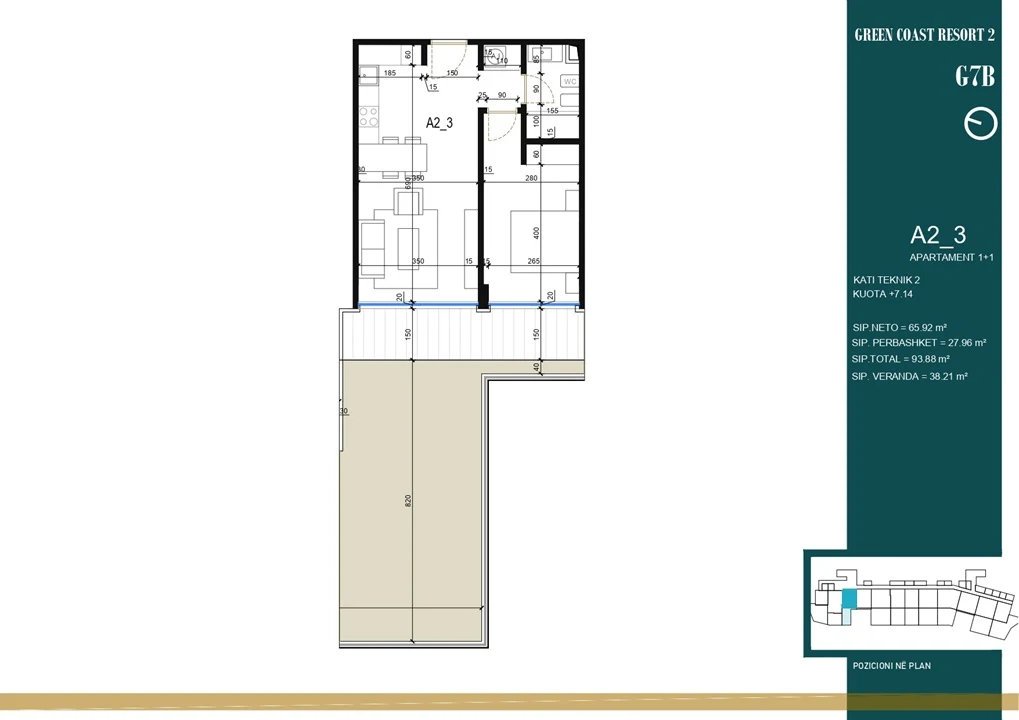 GREEN COAST RESORT 2
G7B
A2_3
APARTAMENT 1+1
KATI TEKNIK 2
KUOTA +7.14
SIP.NETO = 65.92 m²
SIP. PERBASHKET = 27.96 m²
SIP.TOTAL = 93.88 m²
SIP. VERANDA = 38.21 m²
POZICIONI NË PLAN
60
185
150
15
15
110
85
WC
25
90
90
155
A2_3
100
15
60
30
350
690
15
280
400
350
15
15
265
20
20
150
150
40
30
820